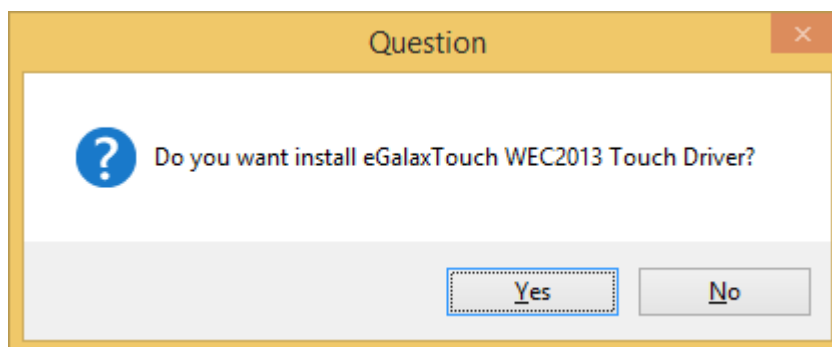 Question
Do you want install eGalaxTouch WEC2013 Touch Driver?
Yes
No